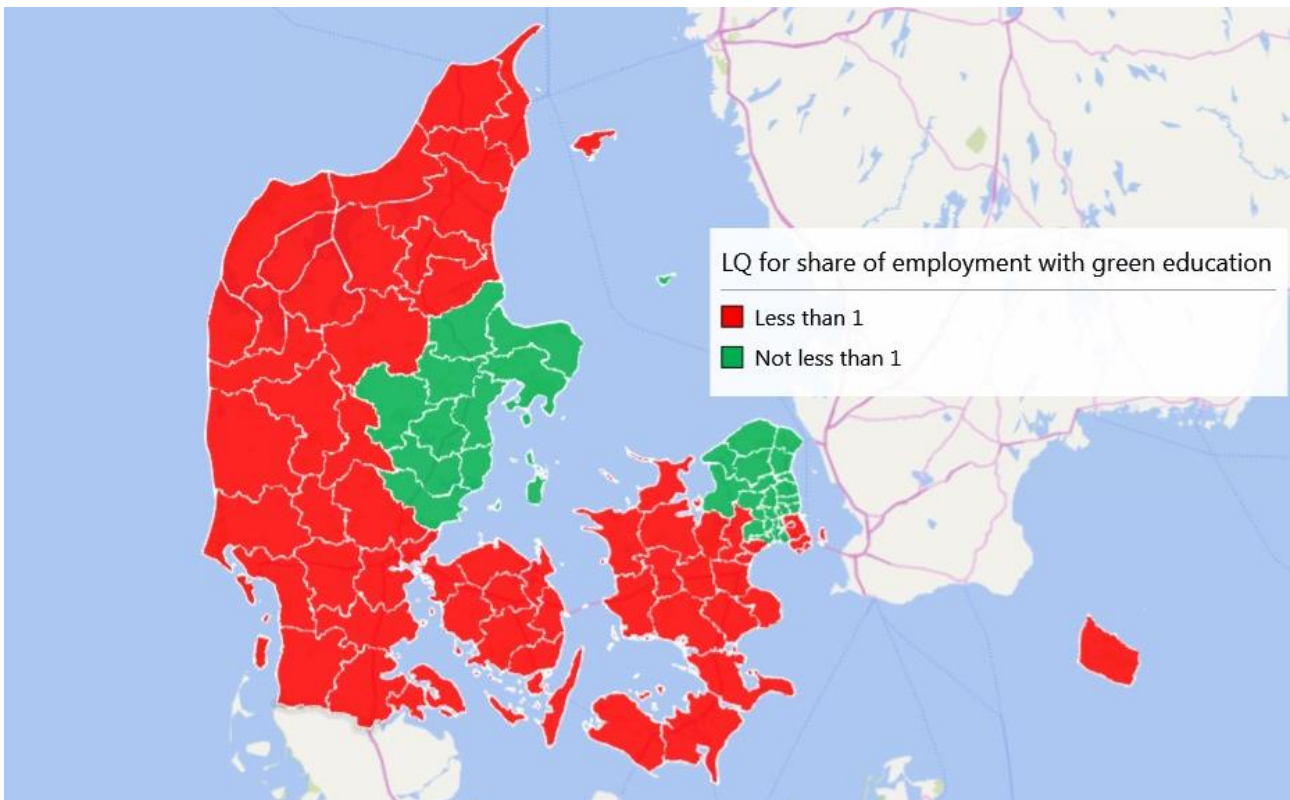 LQ for share of employment with green education
Less than 1
Not less than 1